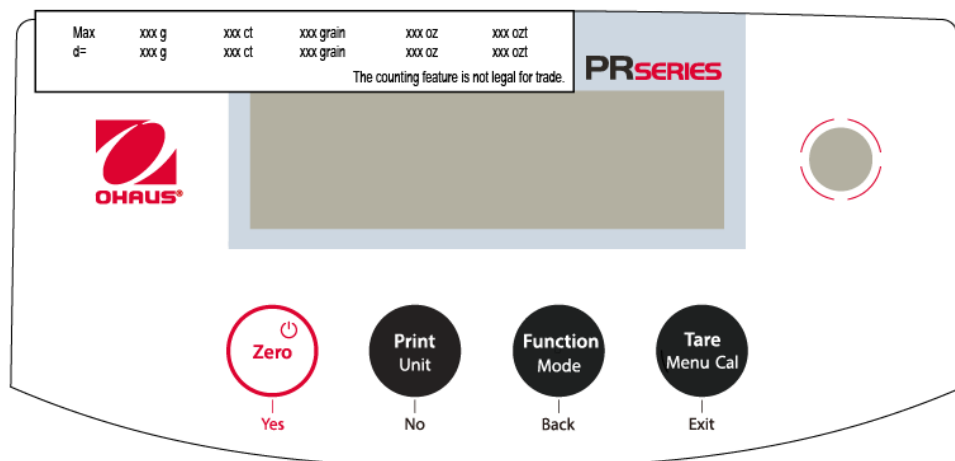 Max xxx g xxx ct xxx grain xxx oz xxx ozt
d= xxx g xxx ct xxx grain xxx oz xxx ozt
The counting feature is not legal for trade.
PRSERIES
OHAUS®
Zero
Print
Unit
Function
Mode
Tare
Menu Cal
Yes
No
Back
Exit